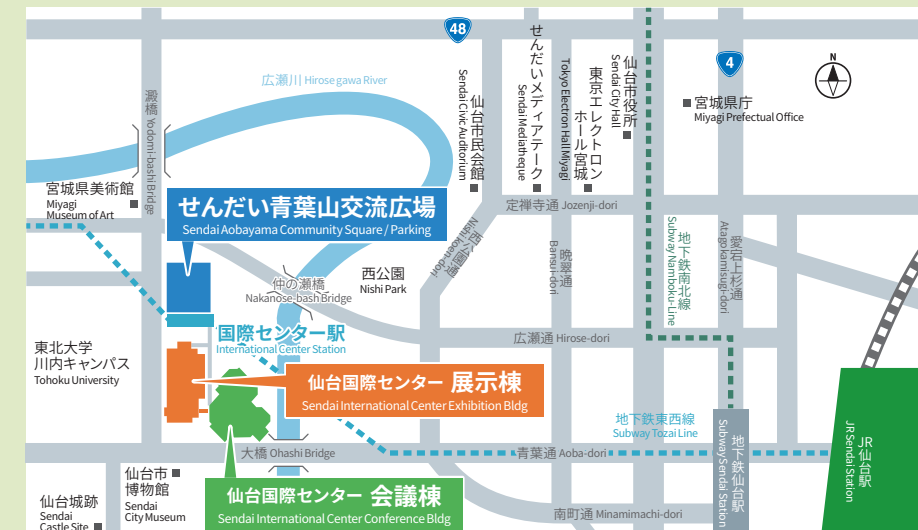 48
4
N
広瀬川 Hirosegawa River
澱橋 Yodomi-bashi Bridge
仙台市民会館
Sendai Civic Auditorium
せんだいメディアテーク
Sendai Mediatheque
東京エレクトロン
ホール宮城
Tokyo Electron Hall Miyagi
仙台市役所
Sendai City Hall
宮城県庁
Miyagi Prefectual Office
宮城県美術館
Miyagi
Museum of Art
せんだい青葉山交流広場
Sendai Aobayama Community Square / Parking
定禅寺通 Jozenji-dori
西公園通
Nishi koen-dori
晩翠通
Bansui-dori
地下鉄南北線
Subway Namboku-Line
愛宕上杉通
Atagokamisugi-dori
仲の瀬橋
Nakanose-bashi Bridge
西公園
Nishi Park
国際センター駅
International Center Station
広瀬通 Hirose-dori
東北大学
川内キャンパス
Tohoku University
仙台国際センター 展示棟
Sendai International Center Exhibition Bldg
地下鉄東西線
Subway Tozai Line
大橋 Ohashi Bridge
青葉通 Aoba-dori
地下鉄仙台駅
Subway Sendai Station
JR仙台駅
JR Sendai Station
仙台市
博物館
Sendai
City Museum
仙台国際センター 会議棟
Sendai International Center Conference Bldg
仙台城跡
Sendai
Castle Site
南町通 Minamimachi-dori